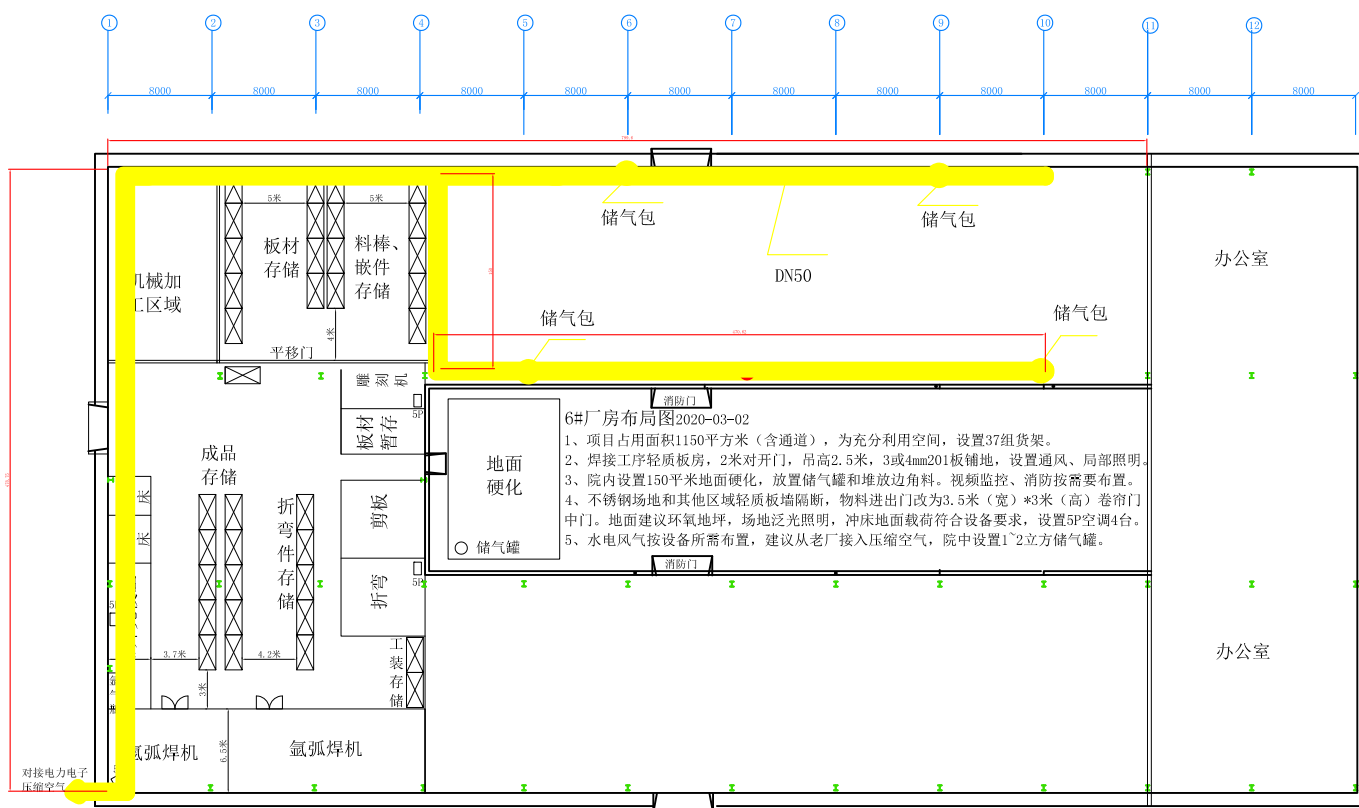 1 2 3 4 5 6 7 8 9 10 11 12
8000 8000 8000 8000 8000 8000 8000 8000 8000 8000 8000 8000
5米
5米
储气包
储气包
板材
存储
料棒、
嵌件
存储
办公室
DN50
工区域
储气包
储气包
4米
平移门
雕刻机
5P
板材
暂存
消防门
6#厂房布局图2020-03-02
1、项目占用面积1150平方米（含通道），为充分利用空间，设置37组货架。
2、焊接工序轻质板房，2米对开门，吊高2.5米，3或4mm201板铺地，设置通风、局部照明。
3、院内设置150平米地面硬化，放置储气罐和堆放边角料。视频监控、消防按需要布置。
4、不锈钢场地和其他区域轻质板墙隔断，物料进出门改为3.5米（宽）*3米（高）卷帘门
中门。地面建议环氧地坪，场地泛光照明，冲床地面载荷符合设备要求，设置5P空调4台。
5、水电风气按设备所需布置，建议从老厂接入压缩空气，院中设置1~2立方储气罐。
地面
硬化
储气罐
成品
存储
床
床
折弯件存储
剪板
消防门
5P
折弯
3.7米
4.2米
3米
工装存储
办公室
氩弧焊机
6.5米
氩弧焊机
对接电力电子
压缩空气